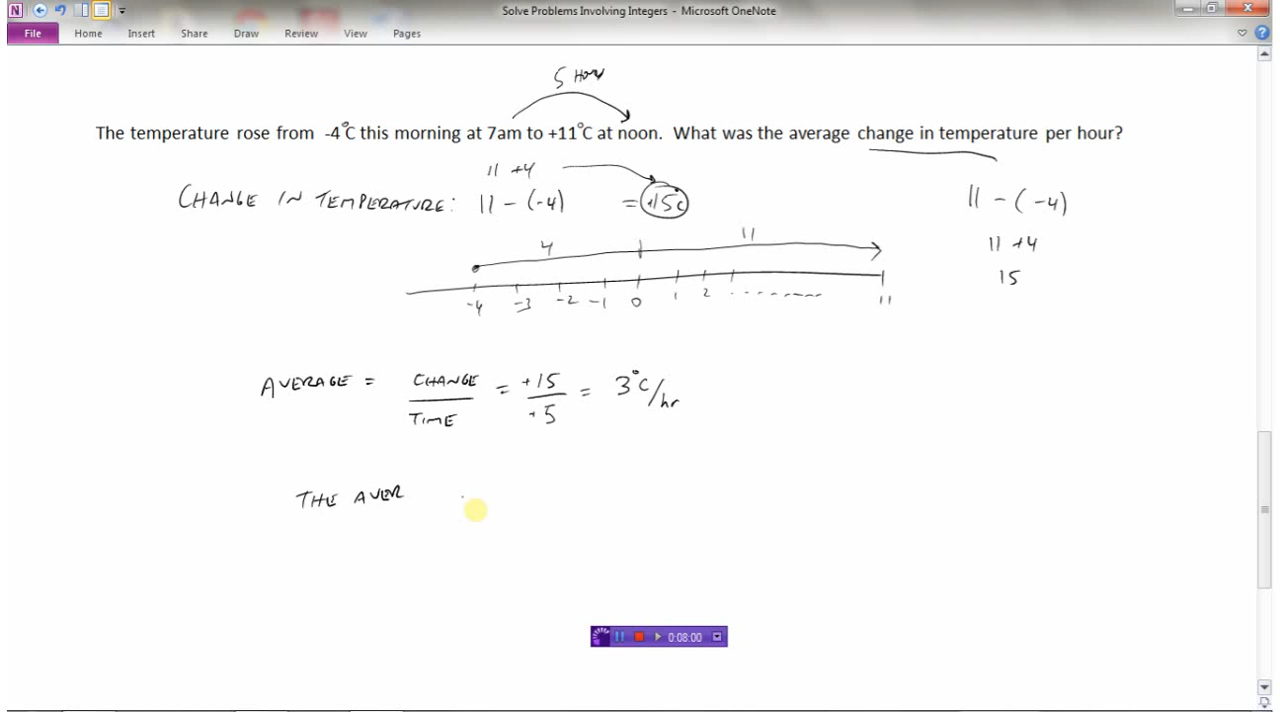 Solve Problems Involving Integers - Microsoft OneNote
File Home Insert Share Draw Review View Pages
5 HOUR
The temperature rose from -4°C this morning at 7am to +11°C at noon. What was the average change in temperature per hour?
11 +4
CHANGE IN TEMPERATURE: 11 - (-4) = +15°C
11 - (-4)
11 +4
15
4 11
-4 -3 -2 -1 0 1 2 11
AVERAGE = CHANGE / TIME = +15 / +5 = 3°C/hr
THE AVER
0:08:00